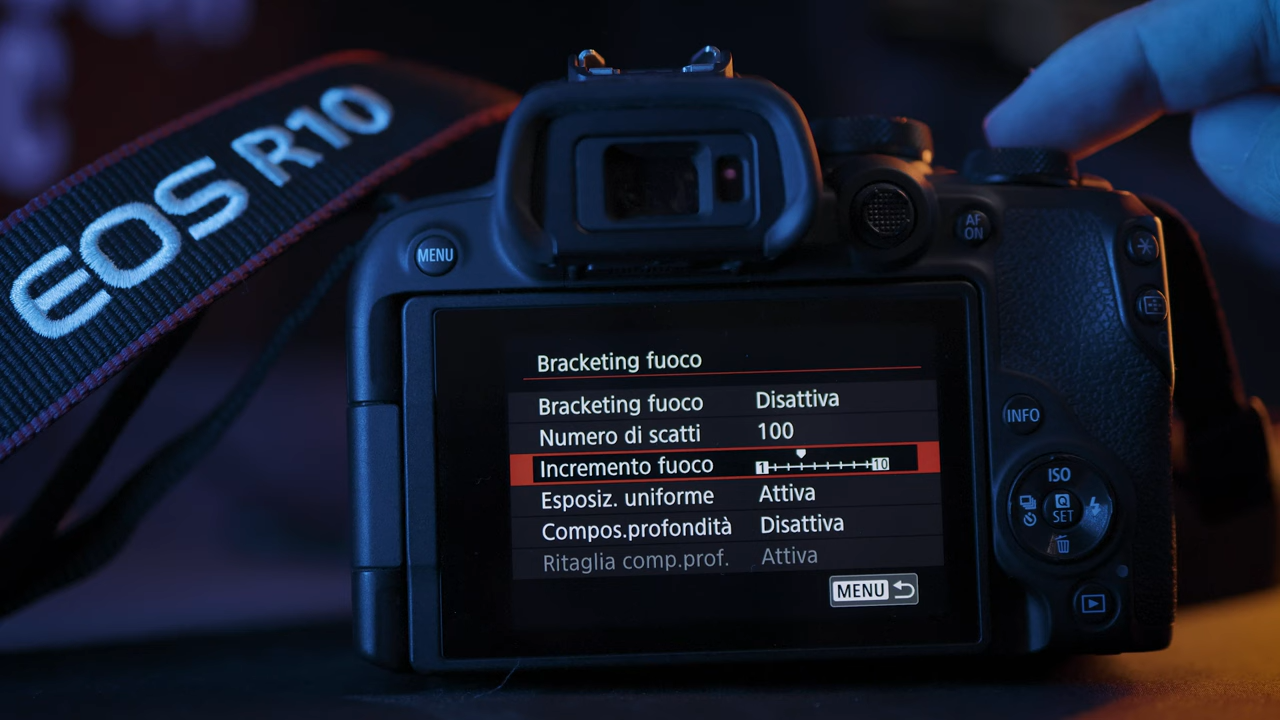 EOS R10
MENU
AF
ON
Bracketing fuoco
Bracketing fuoco Disattiva
Numero di scatti 100
Incremento fuoco 1 10
Esposiz. uniforme Attiva
Compos.profondità Disattiva
Ritaglia comp.prof. Attiva
MENU
INFO
ISO
Q
SET